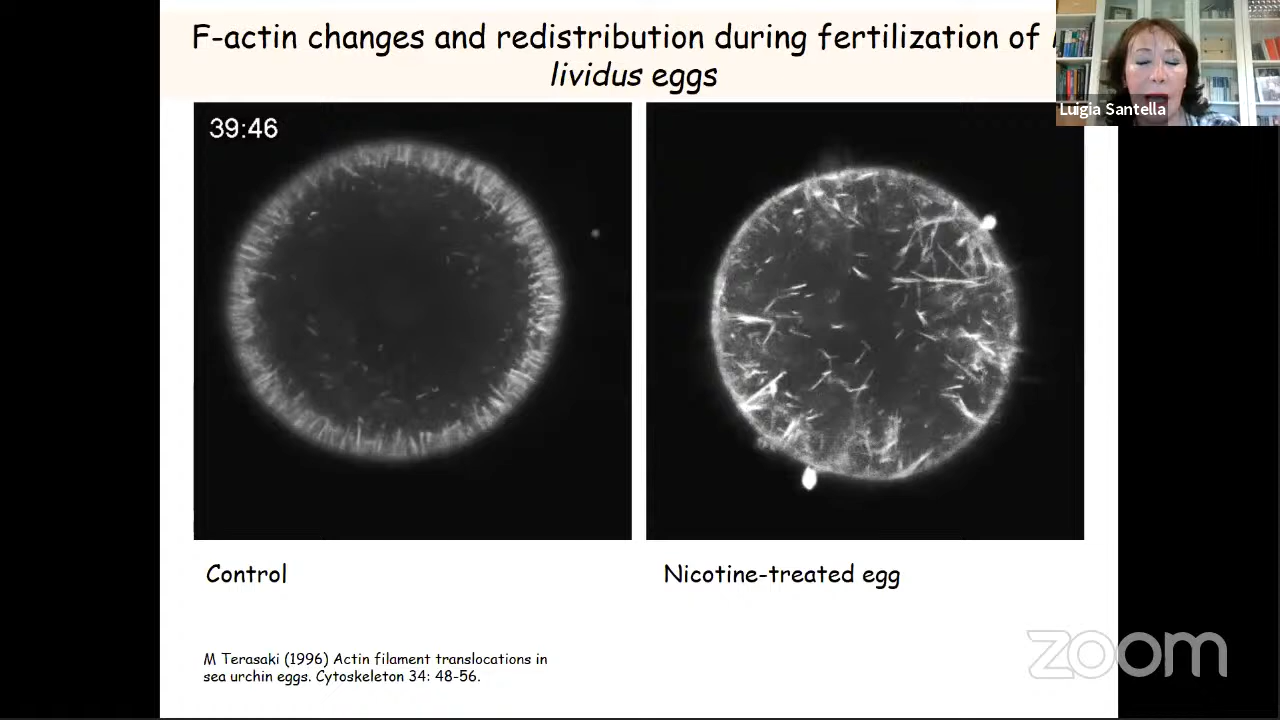 F-actin changes and redistribution during fertilization of
lividus eggs
Luigia Santella
39:46
Control
Nicotine-treated egg
M Terasaki (1996) Actin filament translocations in
sea urchin eggs. Cytoskeleton 34: 48-56.
zoom